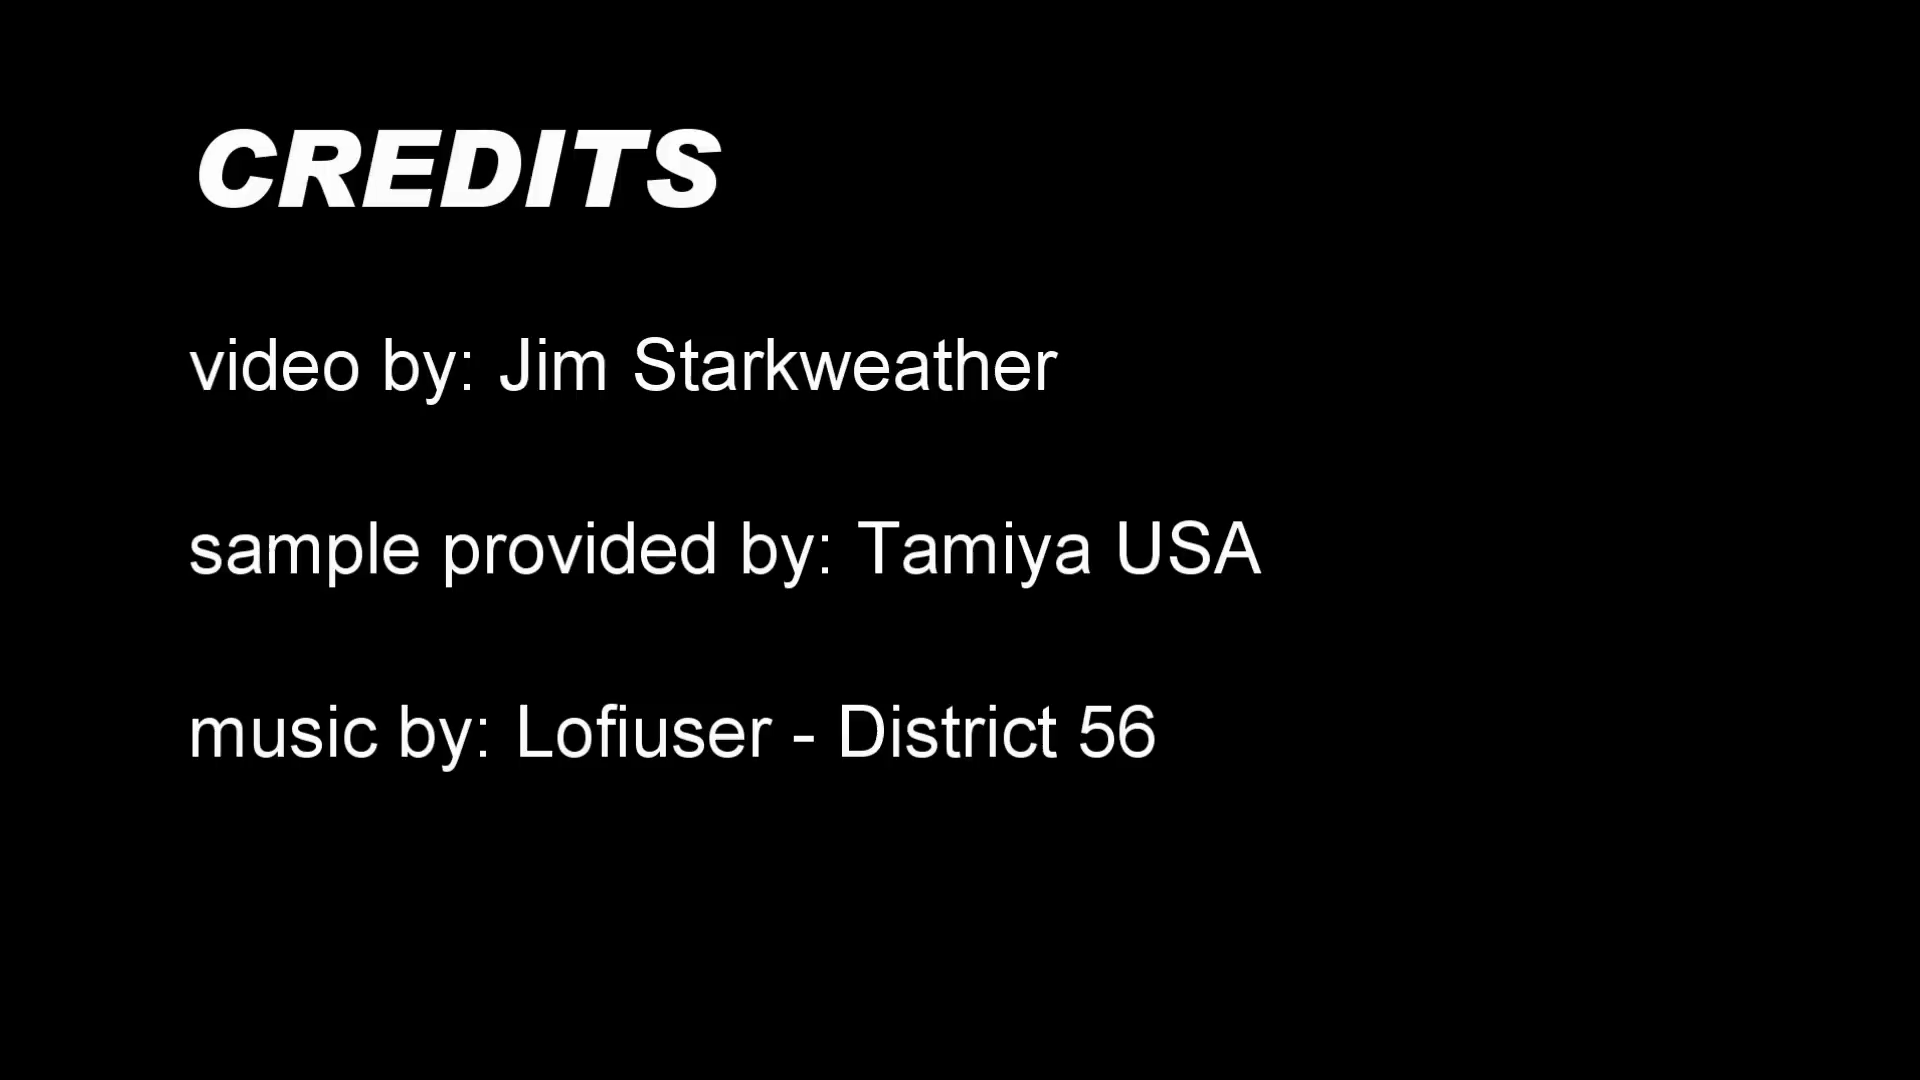 CREDITS
video by: Jim Starkweather
sample provided by: Tamiya USA
music by: Lofiuser - District 56